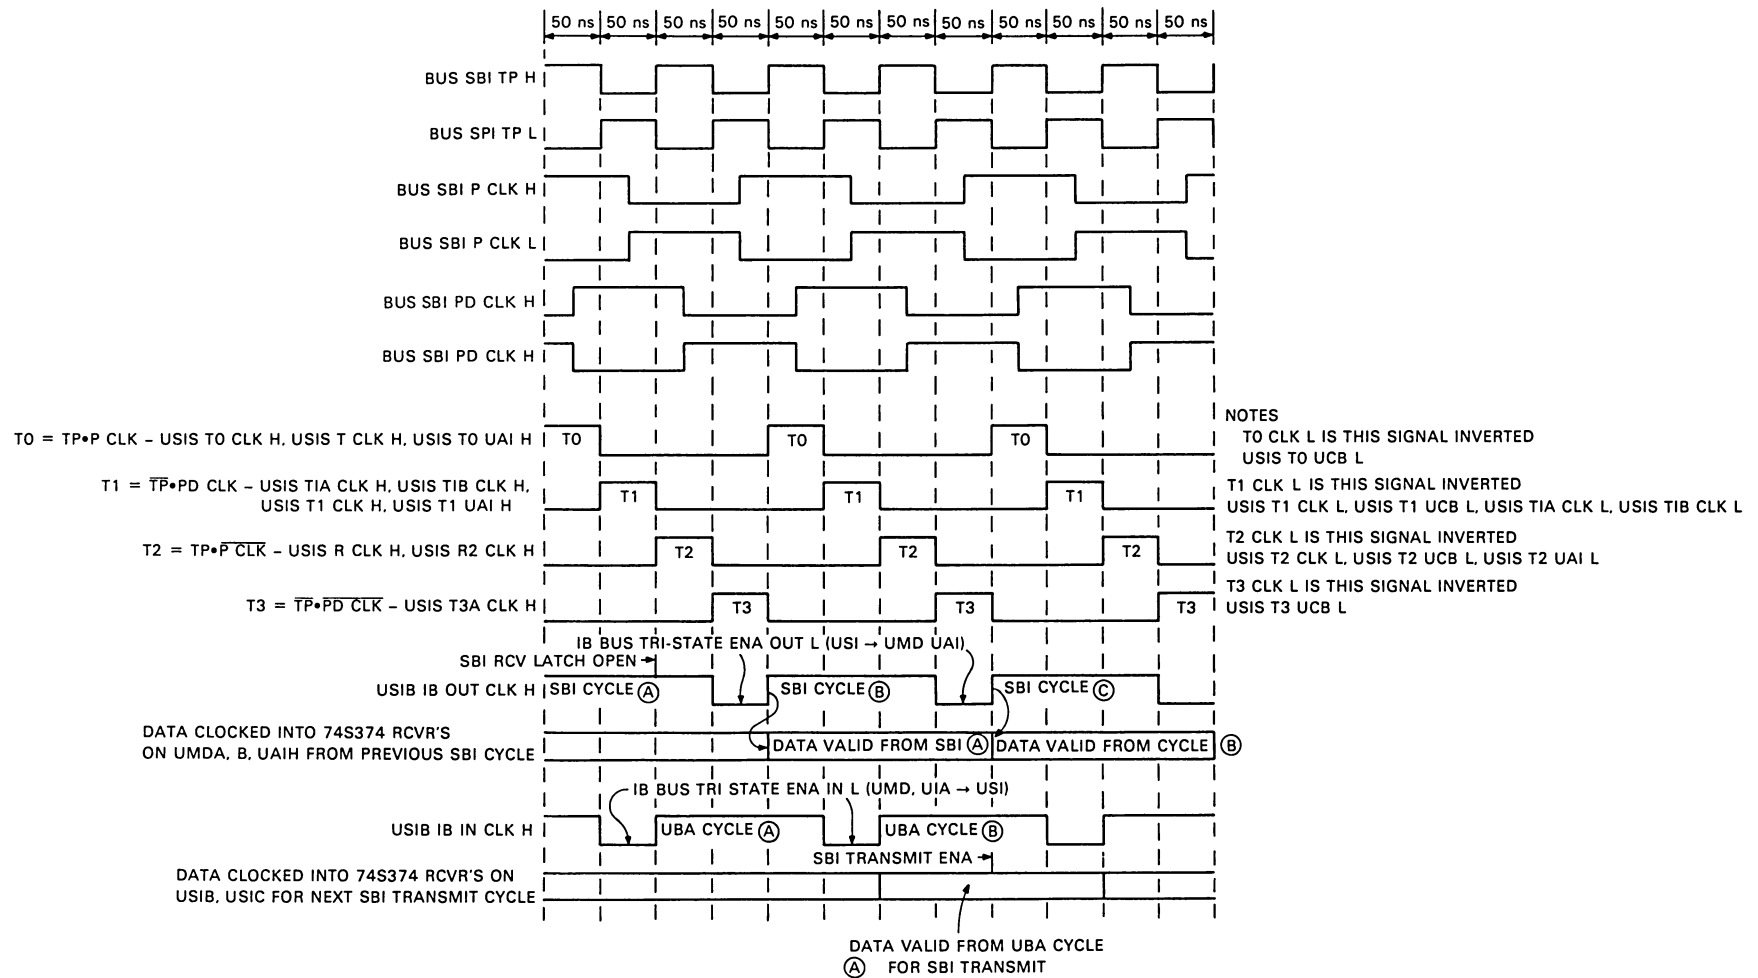 50 ns 50 ns 50 ns 50 ns 50 ns 50 ns 50 ns 50 ns 50 ns 50 ns 50 ns 50 ns
BUS SBI TP H
BUS SPI TP L
BUS SBI P CLK H
BUS SBI P CLK L
BUS SBI PD CLK H
BUS SBI PD CLK H
NOTES
T0 = TP•P CLK – USIS T0 CLK H, USIS T CLK H, USIS T0 UAI H
T0 T0 T0
T0 CLK L IS THIS SIGNAL INVERTED
USIS T0 UCB L
T1 = T̅P̅•PD CLK – USIS TIA CLK H, USIS TIB CLK H,
USIS T1 CLK H, USIS T1 UAI H
T1 T1 T1
T1 CLK L IS THIS SIGNAL INVERTED
USIS T1 CLK L, USIS T1 UCB L, USIS TIA CLK L, USIS TIB CLK L
T2 = TP•P̅ ̅C̅L̅K̅ – USIS R CLK H, USIS R2 CLK H
T2 T2 T2
T2 CLK L IS THIS SIGNAL INVERTED
USIS T2 CLK L, USIS T2 UCB L, USIS T2 UAI L
T3 = T̅P̅•P̅D̅ ̅C̅L̅K̅ – USIS T3A CLK H
T3 T3 T3
T3 CLK L IS THIS SIGNAL INVERTED
USIS T3 UCB L
IB BUS TRI-STATE ENA OUT L (USI → UMD UAI)
SBI RCV LATCH OPEN →
USIB IB OUT CLK H
SBI CYCLE Ⓐ SBI CYCLE Ⓑ SBI CYCLE Ⓒ
DATA CLOCKED INTO 74S374 RCVR'S
ON UMDA, B, UAIH FROM PREVIOUS SBI CYCLE
DATA VALID FROM SBI Ⓐ DATA VALID FROM CYCLE Ⓑ
IB BUS TRI STATE ENA IN L (UMD, UIA → USI)
USIB IB IN CLK H
UBA CYCLE Ⓐ UBA CYCLE Ⓑ
SBI TRANSMIT ENA →
DATA CLOCKED INTO 74S374 RCVR'S ON
USIB, USIC FOR NEXT SBI TRANSMIT CYCLE
DATA VALID FROM UBA CYCLE
Ⓐ FOR SBI TRANSMIT